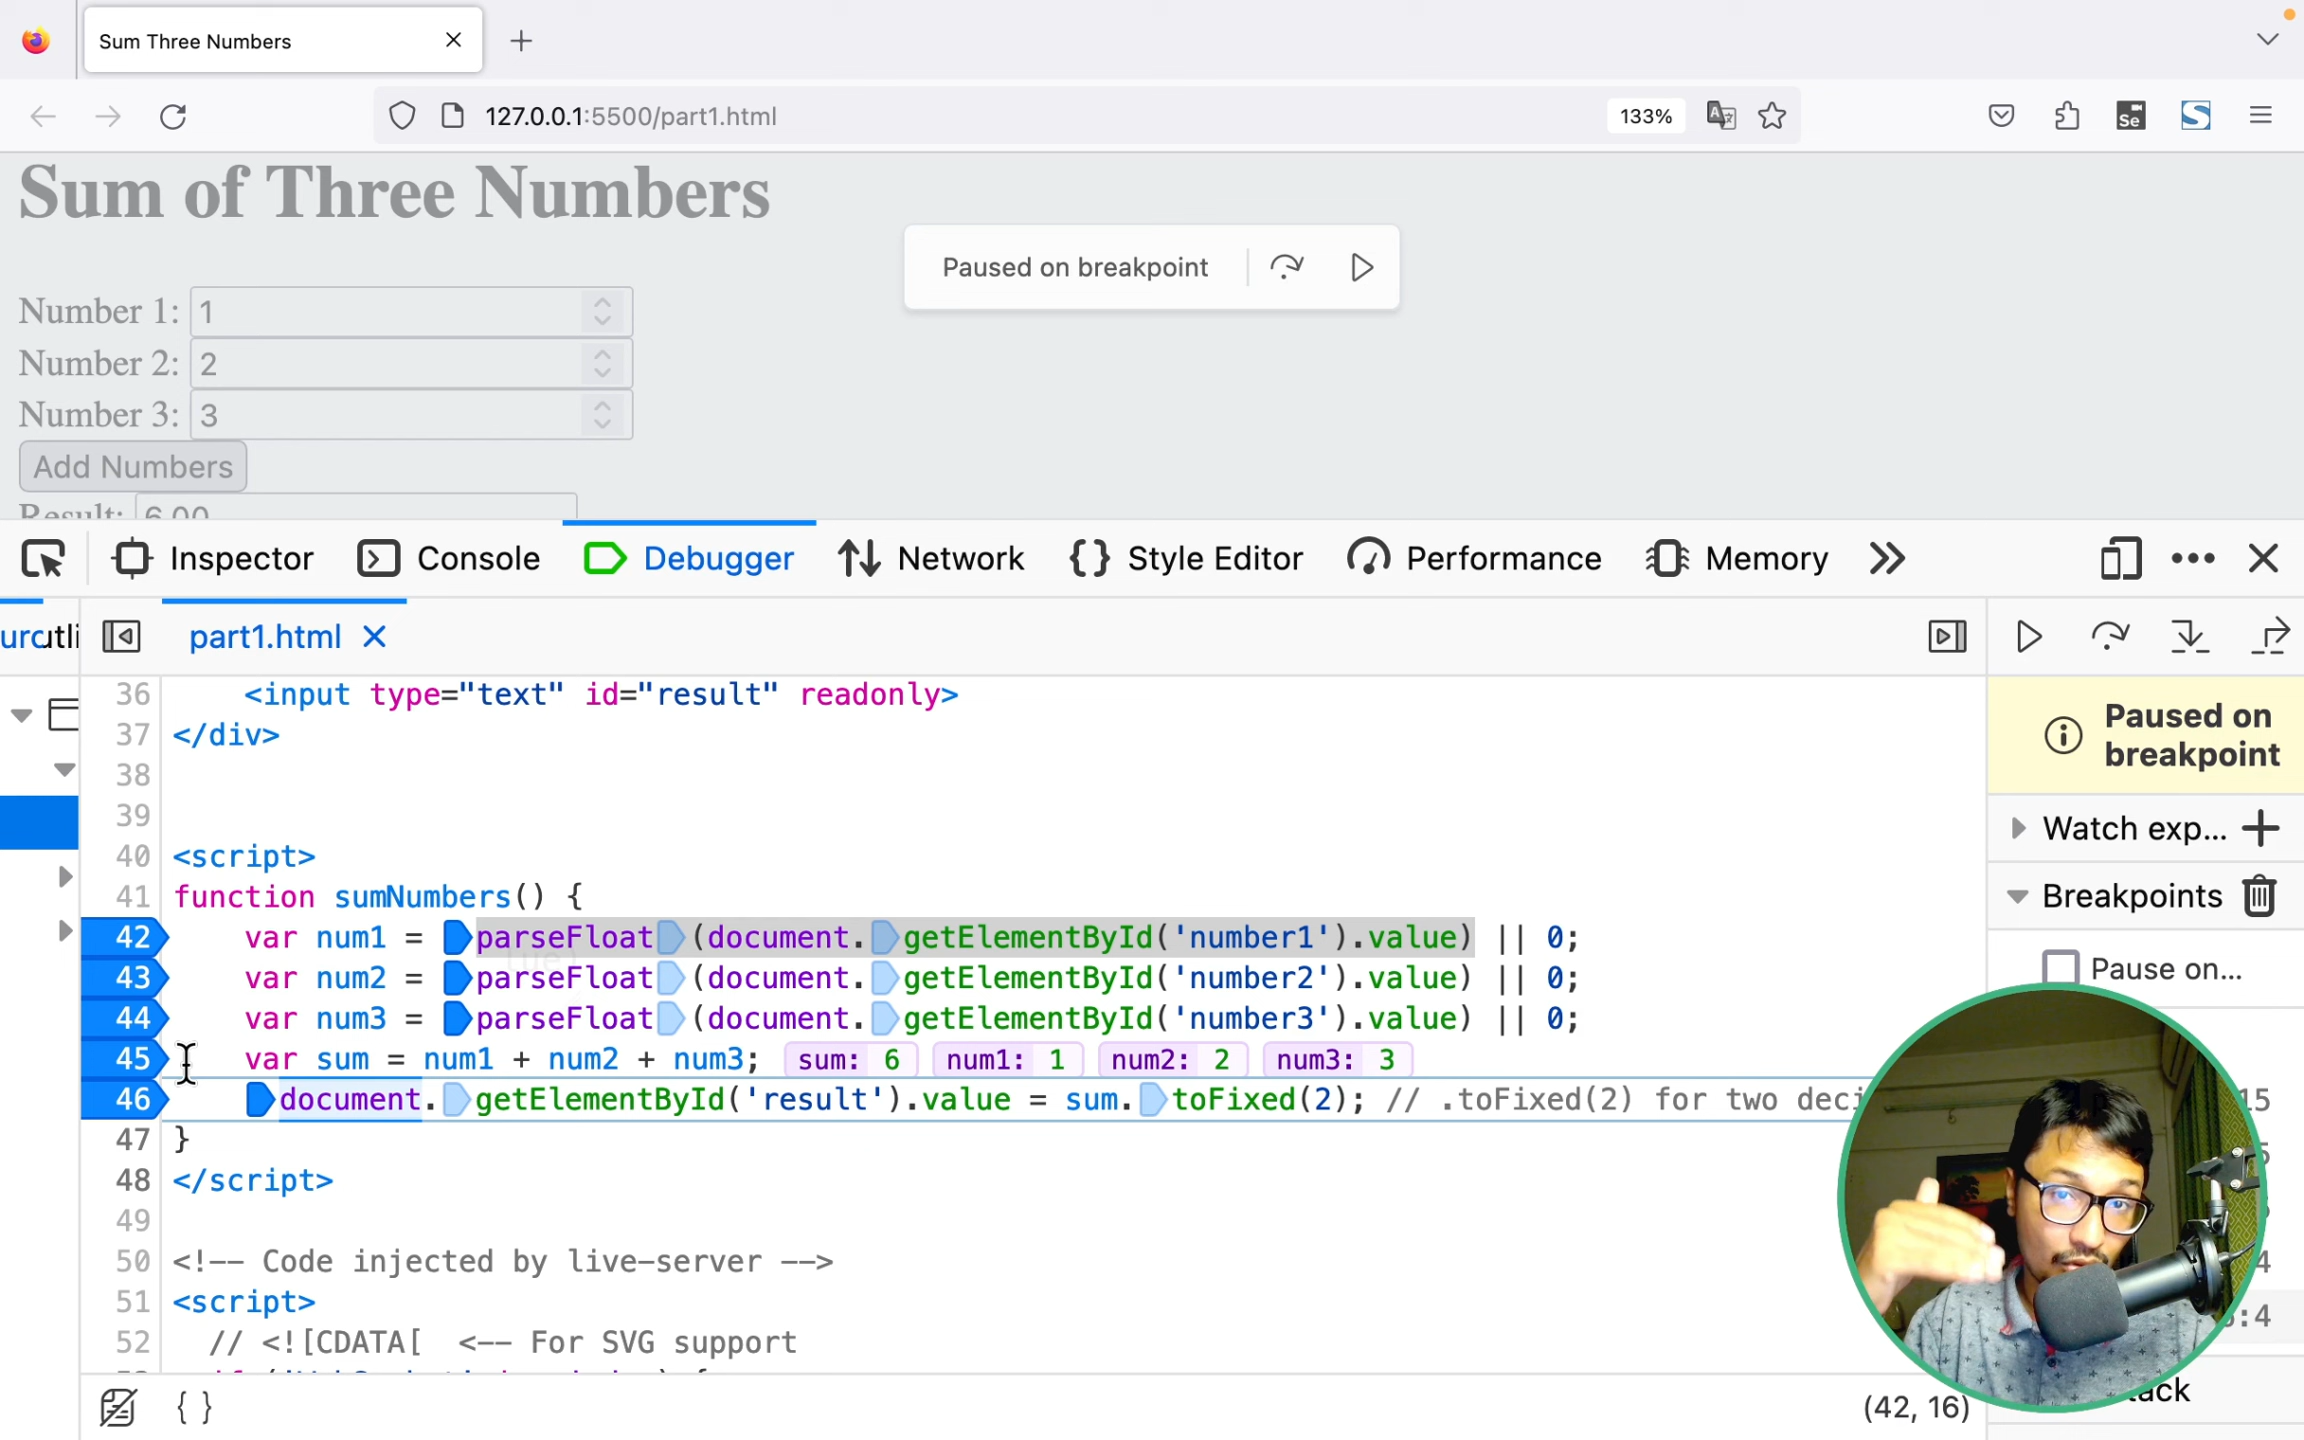 Sum Three Numbers
127.0.0.1:5500/part1.html
133%
Se
S
Sum of Three Numbers
Paused on breakpoint
Number 1: 1
Number 2: 2
Number 3: 3
Add Numbers
Result: 6.00
Inspector Console Debugger Network Style Editor Performance Memory
part1.html
36 <input type="text" id="result" readonly>
37 </div>
38
39
40 <script>
41 function sumNumbers() {
42 var num1 = parseFloat (document. getElementById('number1').value) || 0;
43 var num2 = parseFloat (document. getElementById('number2').value) || 0;
44 var num3 = parseFloat (document. getElementById('number3').value) || 0;
45 var sum = num1 + num2 + num3; sum: 6 num1: 1 num2: 2 num3: 3
46 document. getElementById('result').value = sum. toFixed(2); // .toFixed(2) for two deci
47 }
48 </script>
49
50 <!-- Code injected by live-server -->
51 <script>
52 // <![CDATA[ <-- For SVG support
(42, 16)
Paused on
breakpoint
Watch exp...
Breakpoints
Pause on...